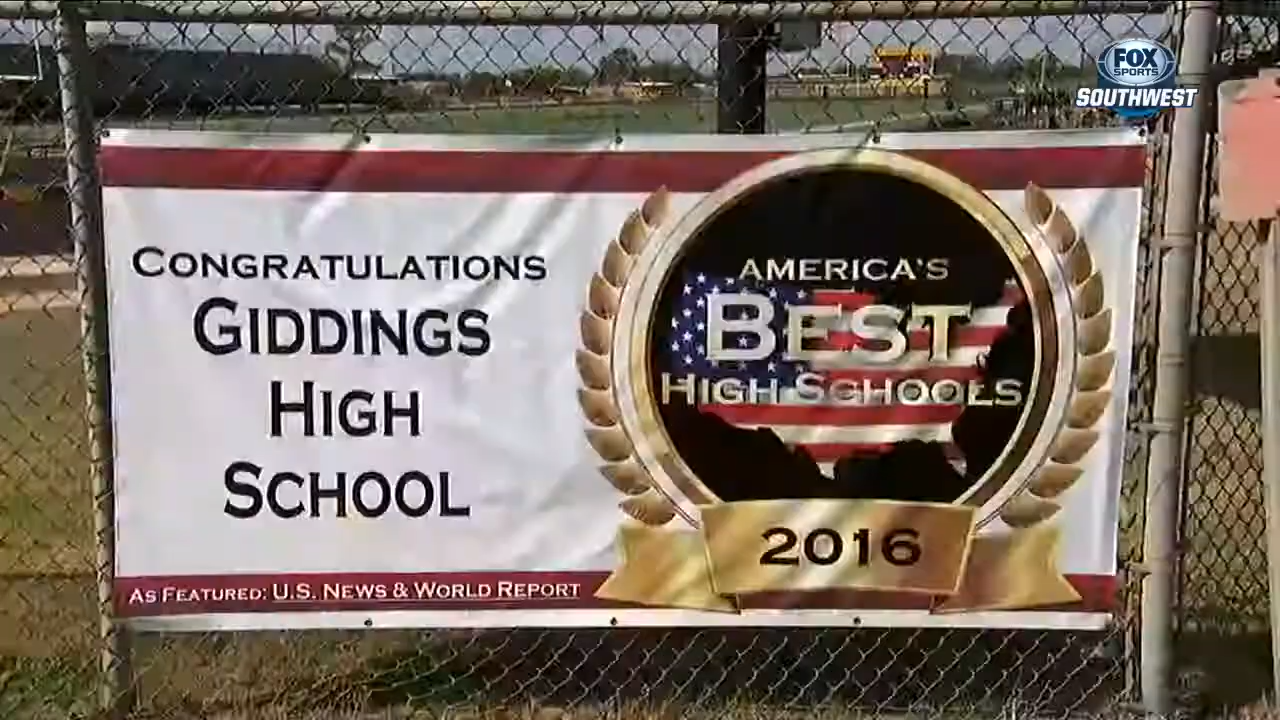 FOX
SPORTS
SOUTHWEST
CONGRATULATIONS
GIDDINGS
HIGH
SCHOOL
AMERICA'S
BEST
HIGH SCHOOLS
2016
AS FEATURED: U.S. NEWS & WORLD REPORT